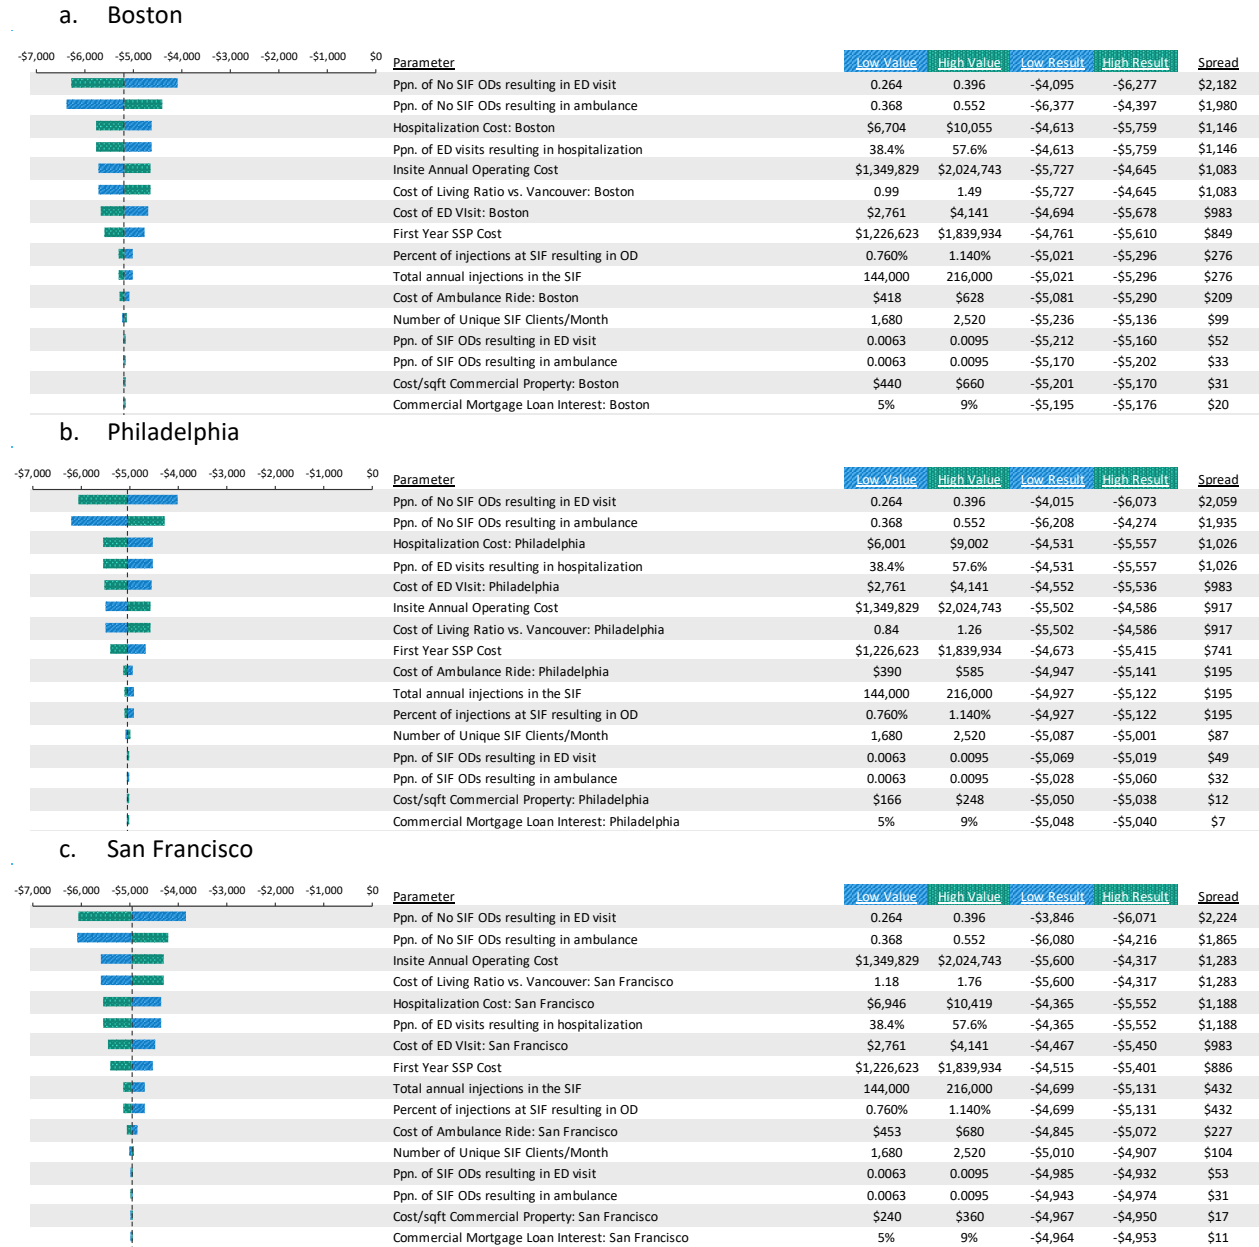 a. Boston
-$7,000 -$6,000 -$5,000 -$4,000 -$3,000 -$2,000 -$1,000 $0 Parameter Low Value High Value Low Result High Result Spread
Ppn. of No SIF ODs resulting in ED visit 0.264 0.396 -$4,095 -$6,277 $2,182
Ppn. of No SIF ODs resulting in ambulance 0.368 0.552 -$6,377 -$4,397 $1,980
Hospitalization Cost: Boston $6,704 $10,055 -$4,613 -$5,759 $1,146
Ppn. of ED visits resulting in hospitalization 38.4% 57.6% -$4,613 -$5,759 $1,146
Insite Annual Operating Cost $1,349,829 $2,024,743 -$5,727 -$4,645 $1,083
Cost of Living Ratio vs. Vancouver: Boston 0.99 1.49 -$5,727 -$4,645 $1,083
Cost of ED VIsit: Boston $2,761 $4,141 -$4,694 -$5,678 $983
First Year SSP Cost $1,226,623 $1,839,934 -$4,761 -$5,610 $849
Percent of injections at SIF resulting in OD 0.760% 1.140% -$5,021 -$5,296 $276
Total annual injections in the SIF 144,000 216,000 -$5,021 -$5,296 $276
Cost of Ambulance Ride: Boston $418 $628 -$5,081 -$5,290 $209
Number of Unique SIF Clients/Month 1,680 2,520 -$5,236 -$5,136 $99
Ppn. of SIF ODs resulting in ED visit 0.0063 0.0095 -$5,212 -$5,160 $52
Ppn. of SIF ODs resulting in ambulance 0.0063 0.0095 -$5,170 -$5,202 $33
Cost/sqft Commercial Property: Boston $440 $660 -$5,201 -$5,170 $31
Commercial Mortgage Loan Interest: Boston 5% 9% -$5,195 -$5,176 $20
b. Philadelphia
-$7,000 -$6,000 -$5,000 -$4,000 -$3,000 -$2,000 -$1,000 $0 Parameter Low Value High Value Low Result High Result Spread
Ppn. of No SIF ODs resulting in ED visit 0.264 0.396 -$4,015 -$6,073 $2,059
Ppn. of No SIF ODs resulting in ambulance 0.368 0.552 -$6,208 -$4,274 $1,935
Hospitalization Cost: Philadelphia $6,001 $9,002 -$4,531 -$5,557 $1,026
Ppn. of ED visits resulting in hospitalization 38.4% 57.6% -$4,531 -$5,557 $1,026
Cost of ED VIsit: Philadelphia $2,761 $4,141 -$4,552 -$5,536 $983
Insite Annual Operating Cost $1,349,829 $2,024,743 -$5,502 -$4,586 $917
Cost of Living Ratio vs. Vancouver: Philadelphia 0.84 1.26 -$5,502 -$4,586 $917
First Year SSP Cost $1,226,623 $1,839,934 -$4,673 -$5,415 $741
Cost of Ambulance Ride: Philadelphia $390 $585 -$4,947 -$5,141 $195
Total annual injections in the SIF 144,000 216,000 -$4,927 -$5,122 $195
Percent of injections at SIF resulting in OD 0.760% 1.140% -$4,927 -$5,122 $195
Number of Unique SIF Clients/Month 1,680 2,520 -$5,087 -$5,001 $87
Ppn. of SIF ODs resulting in ED visit 0.0063 0.0095 -$5,069 -$5,019 $49
Ppn. of SIF ODs resulting in ambulance 0.0063 0.0095 -$5,028 -$5,060 $32
Cost/sqft Commercial Property: Philadelphia $166 $248 -$5,050 -$5,038 $12
Commercial Mortgage Loan Interest: Philadelphia 5% 9% -$5,048 -$5,040 $7
c. San Francisco
-$7,000 -$6,000 -$5,000 -$4,000 -$3,000 -$2,000 -$1,000 $0 Parameter Low Value High Value Low Result High Result Spread
Ppn. of No SIF ODs resulting in ED visit 0.264 0.396 -$3,846 -$6,071 $2,224
Ppn. of No SIF ODs resulting in ambulance 0.368 0.552 -$6,080 -$4,216 $1,865
Insite Annual Operating Cost $1,349,829 $2,024,743 -$5,600 -$4,317 $1,283
Cost of Living Ratio vs. Vancouver: San Francisco 1.18 1.76 -$5,600 -$4,317 $1,283
Hospitalization Cost: San Francisco $6,946 $10,419 -$4,365 -$5,552 $1,188
Ppn. of ED visits resulting in hospitalization 38.4% 57.6% -$4,365 -$5,552 $1,188
Cost of ED VIsit: San Francisco $2,761 $4,141 -$4,467 -$5,450 $983
First Year SSP Cost $1,226,623 $1,839,934 -$4,515 -$5,401 $886
Total annual injections in the SIF 144,000 216,000 -$4,699 -$5,131 $432
Percent of injections at SIF resulting in OD 0.760% 1.140% -$4,699 -$5,131 $432
Cost of Ambulance Ride: San Francisco $453 $680 -$4,845 -$5,072 $227
Number of Unique SIF Clients/Month 1,680 2,520 -$5,010 -$4,907 $104
Ppn. of SIF ODs resulting in ED visit 0.0063 0.0095 -$4,985 -$4,932 $53
Ppn. of SIF ODs resulting in ambulance 0.0063 0.0095 -$4,943 -$4,974 $31
Cost/sqft Commercial Property: San Francisco $240 $360 -$4,967 -$4,950 $17
Commercial Mortgage Loan Interest: San Francisco 5% 9% -$4,964 -$4,953 $11